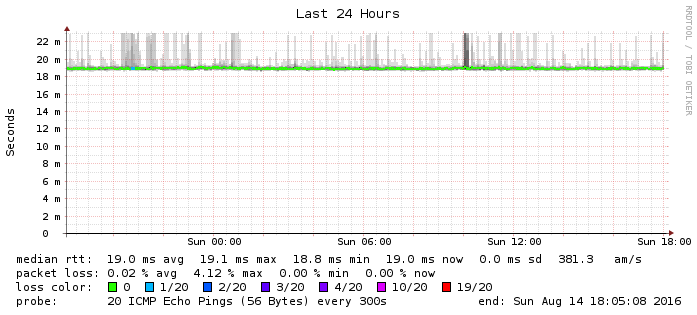 Last 24 Hours
RRDTOOL / TOBI OETIKER
Seconds
22 m
20 m
18 m
16 m
14 m
12 m
10 m
8 m
6 m
4 m
2 m
0
Sun 00:00 Sun 06:00 Sun 12:00 Sun 18:00
median rtt: 19.0 ms avg 19.1 ms max 18.8 ms min 19.0 ms now 0.0 ms sd 381.3 am/s
packet loss: 0.02 % avg 4.12 % max 0.00 % min 0.00 % now
loss color: 0 1/20 2/20 3/20 4/20 10/20 19/20
probe: 20 ICMP Echo Pings (56 Bytes) every 300s end: Sun Aug 14 18:05:08 2016